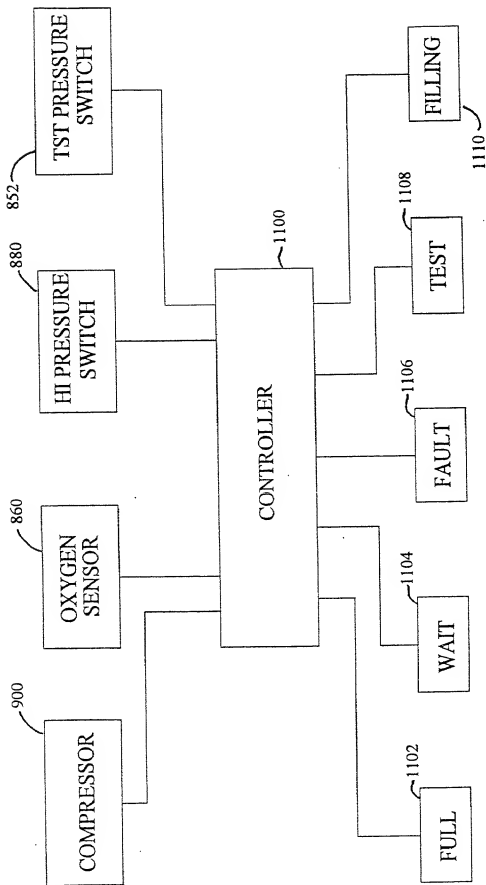 900
COMPRESSOR
860
OXYGEN
SENSOR
880
HI PRESSURE
SWITCH
852
TST PRESSURE
SWITCH
1100
CONTROLLER
1102
FULL
1104
WAIT
1106
FAULT
1108
TEST
1110
FILLING